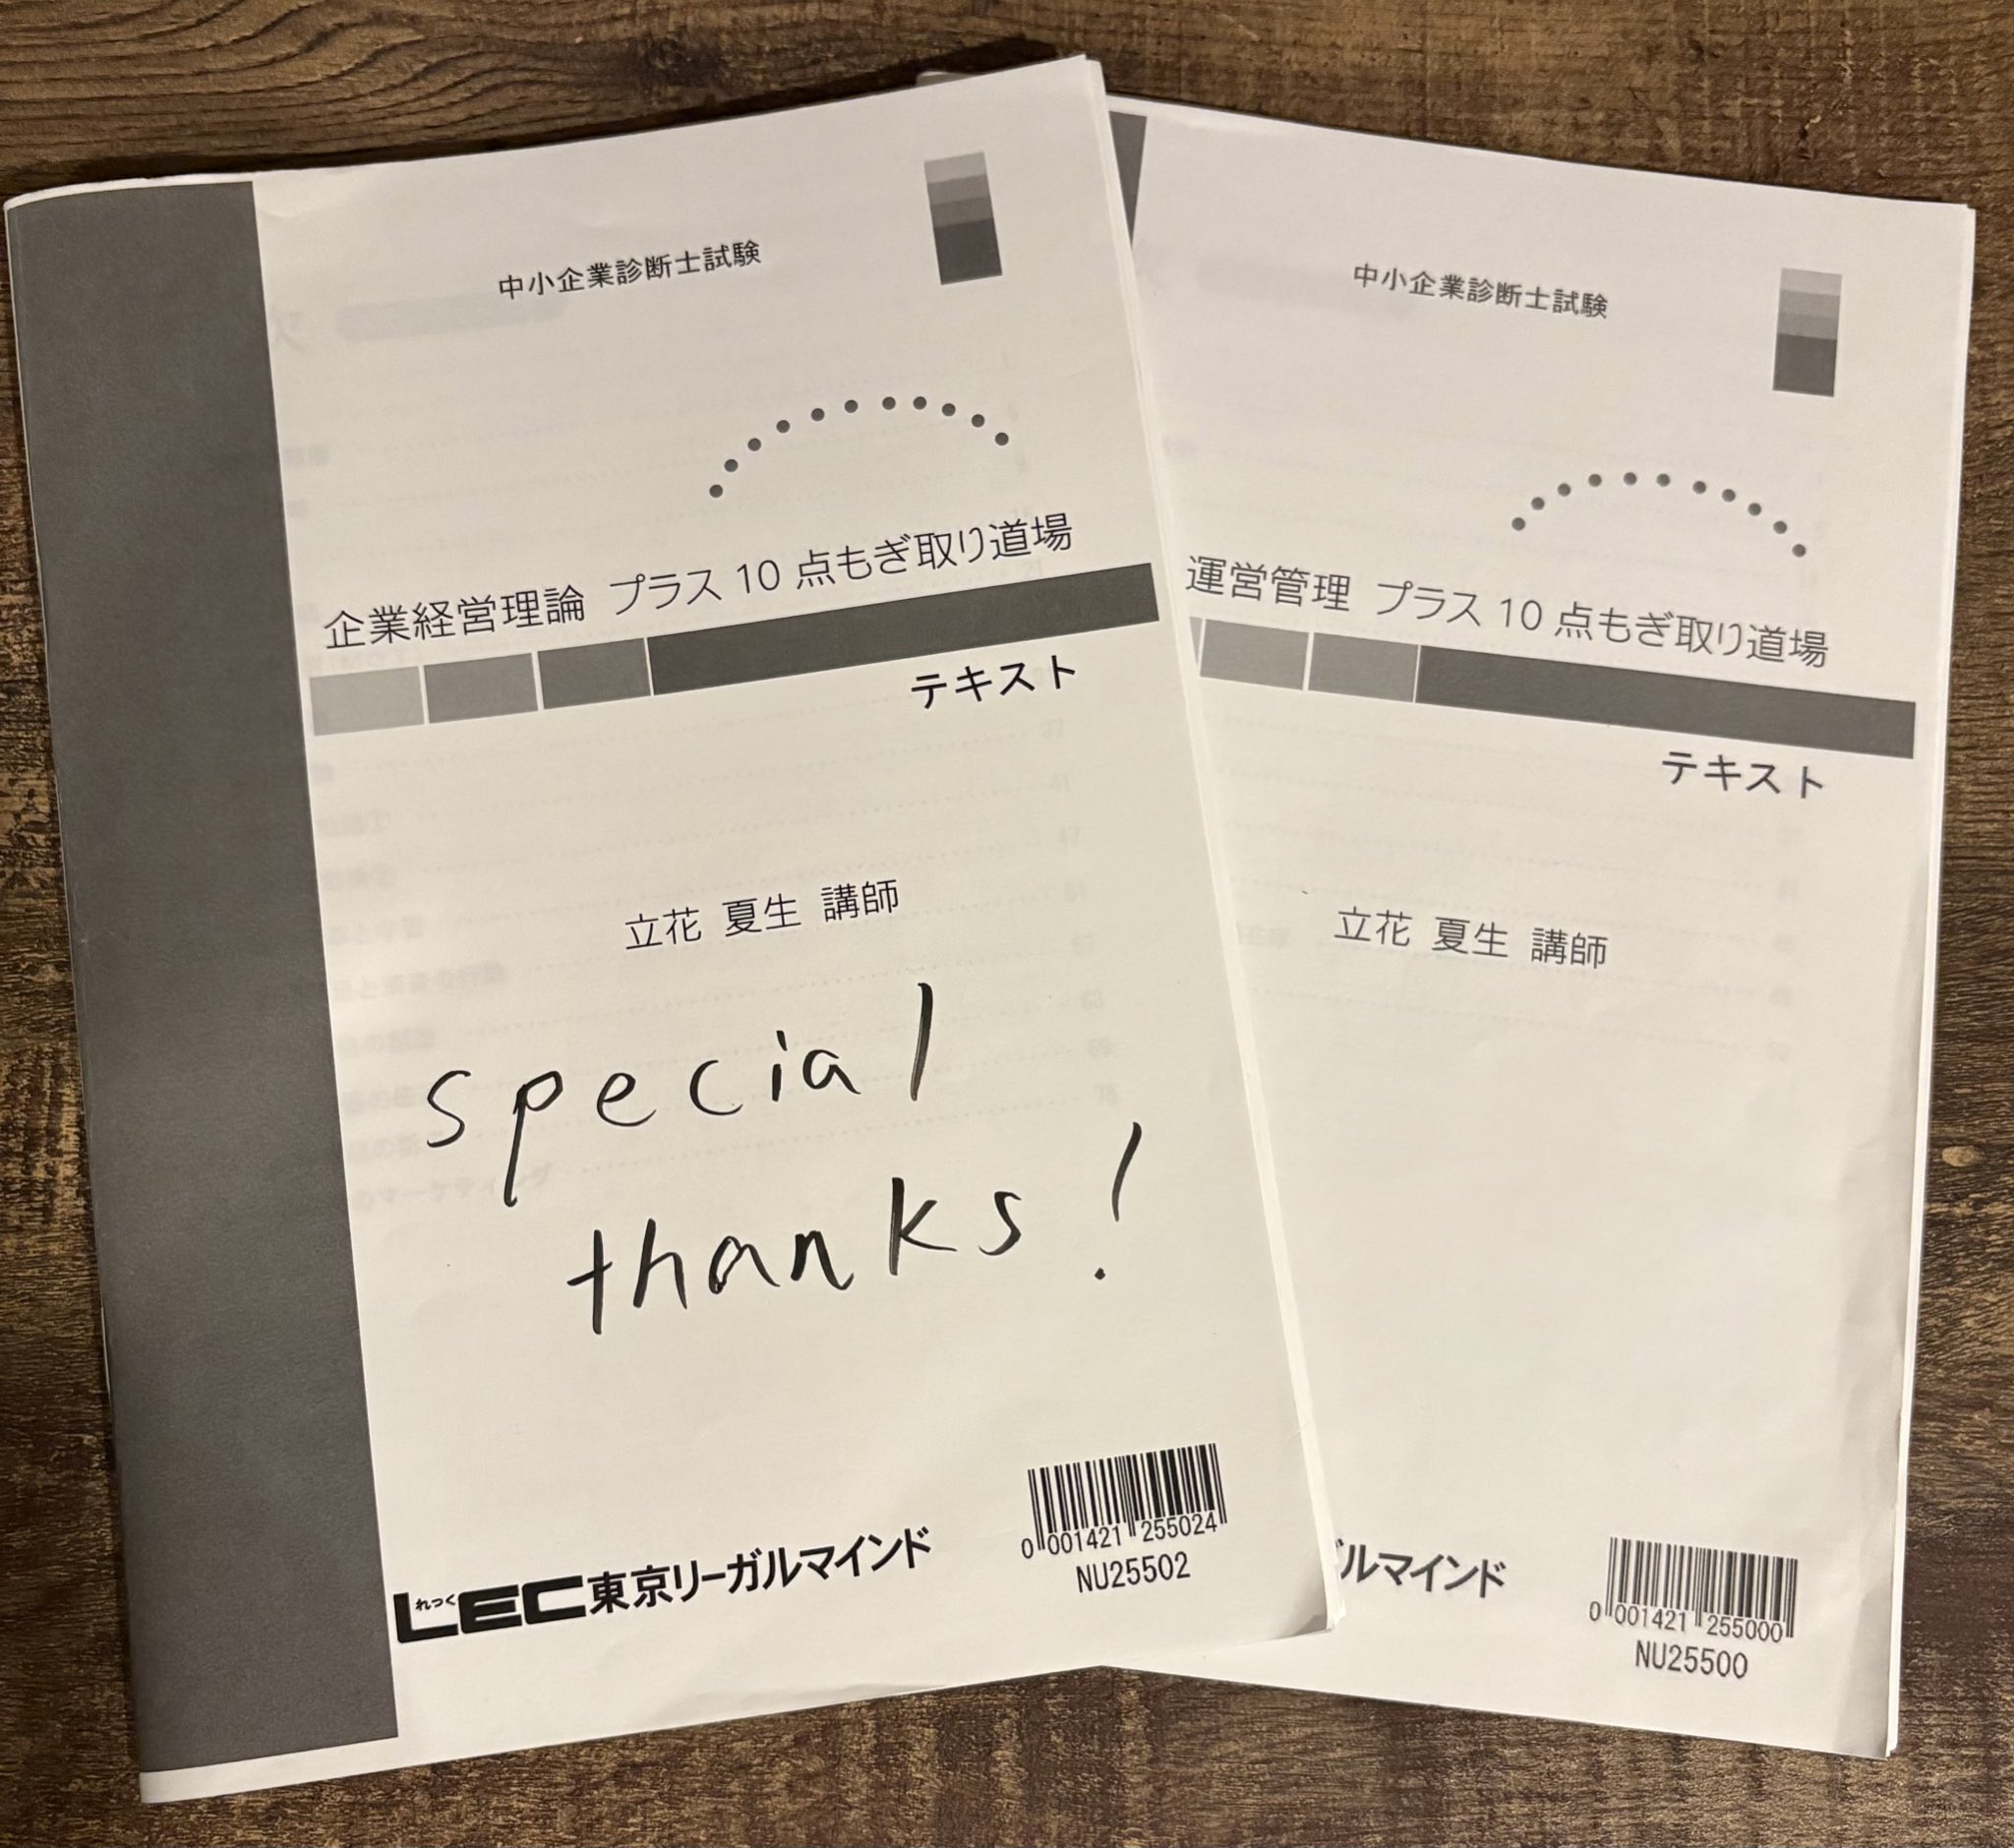 中小企業診断士試験
企業経営理論 プラス 10 点もぎ取り道場
テキスト
立花 夏生 講師
special
thanks!
れっく
LEC東京リーガルマインド
0 001421 255024
NU25502
中小企業診断士試験
運営管理 プラス 10 点もぎ取り道場
テキスト
立花 夏生 講師
ルマインド
0 001421 255000
NU25500